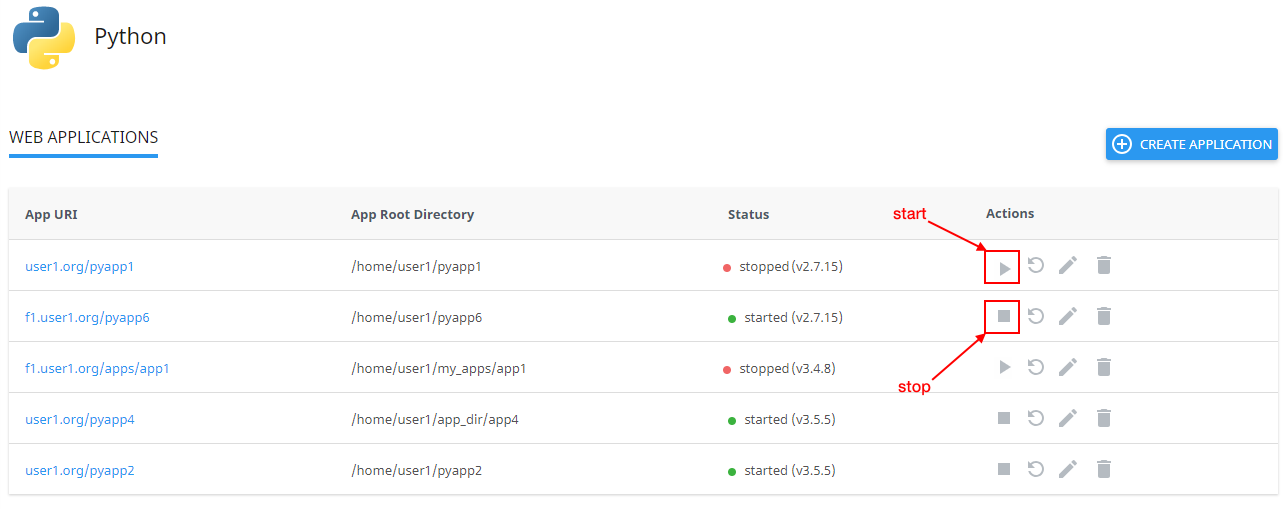 Python
WEB APPLICATIONS
CREATE APPLICATION
App URI App Root Directory Status Actions
start
user1.org/pyapp1 /home/user1/pyapp1 stopped (v2.7.15)
f1.user1.org/pyapp6 /home/user1/pyapp6 started (v2.7.15)
f1.user1.org/apps/app1 /home/user1/my_apps/app1 stopped (v3.4.8)
stop
user1.org/pyapp4 /home/user1/app_dir/app4 started (v3.5.5)
user1.org/pyapp2 /home/user1/pyapp2 started (v3.5.5)